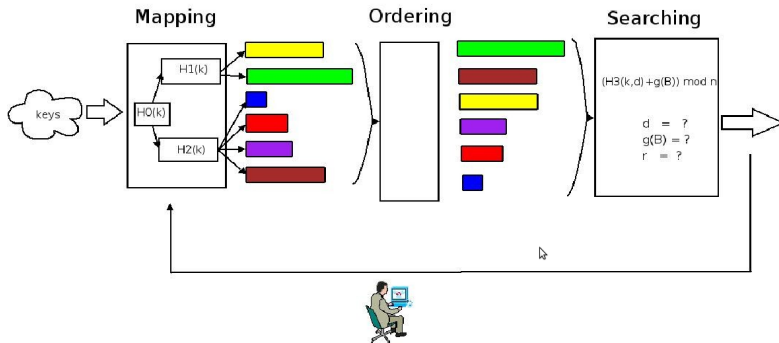 Mapping
Ordering
Searching
H1(k)
keys
H0(k)
H2(k)
(H3(k,d)+g(B)) mod n
d = ?
g(B) = ?
r = ?